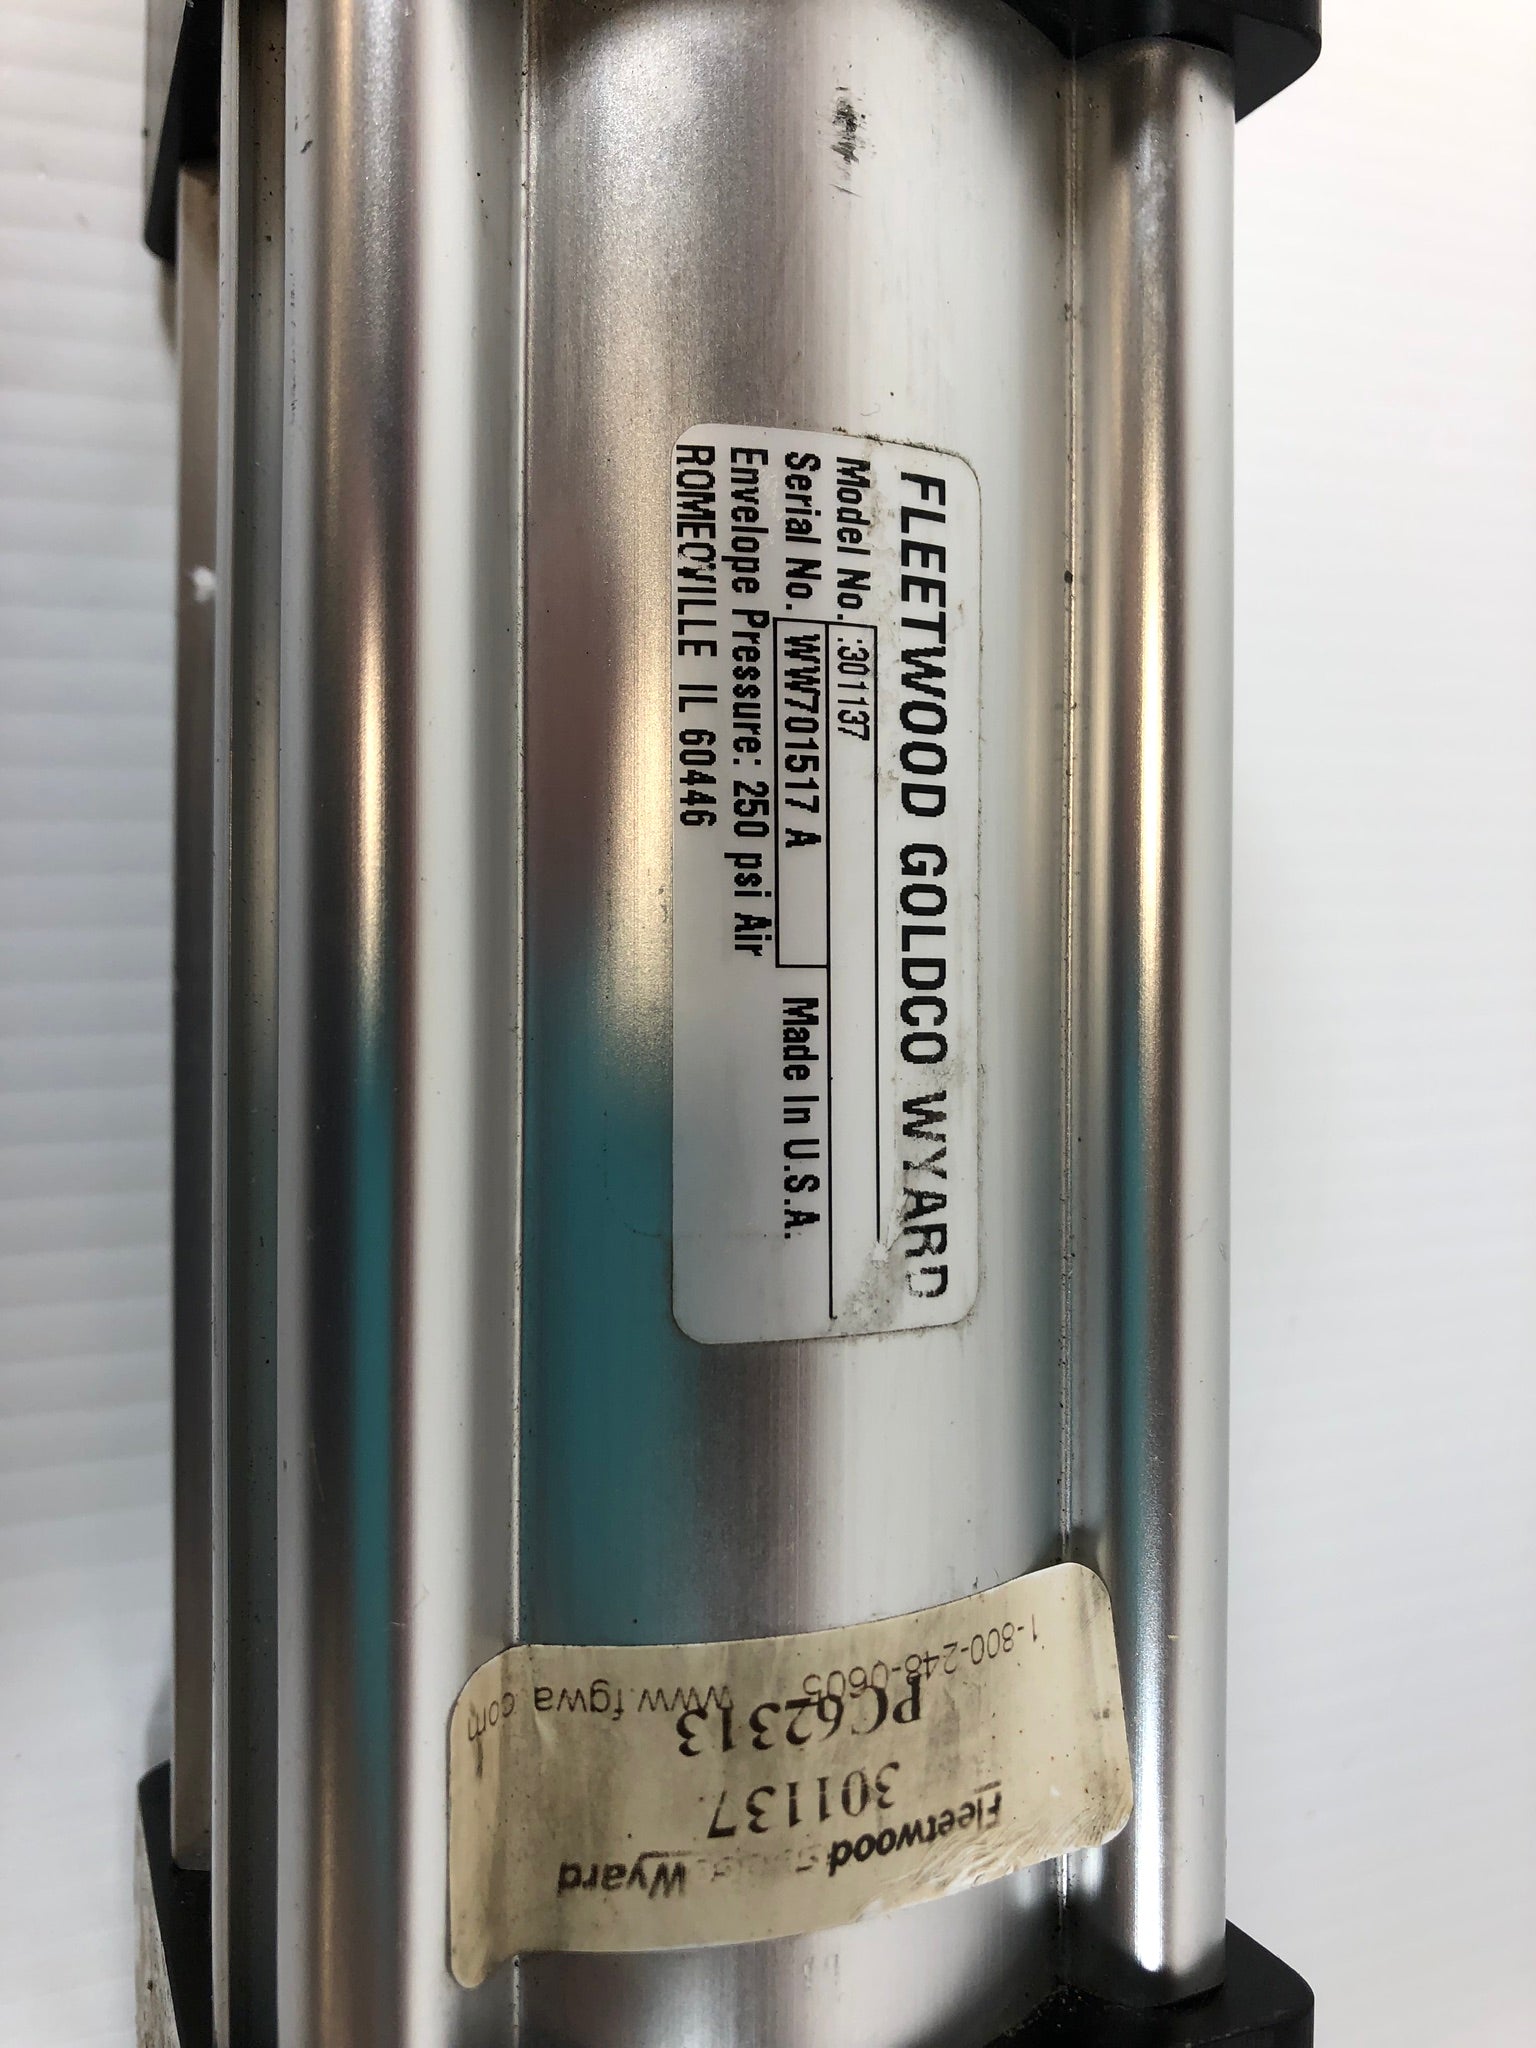 FLEETWOOD GOLDCO WYARD
Model No. :301137
Serial No. WW701517 A Made In U.S.A.
Envelope Pressure: 250 psi Air
ROMEOVILLE IL 60446
Fleetwood Wyard
301137
PC62313
1-800-248-0605 www.fgwa.com